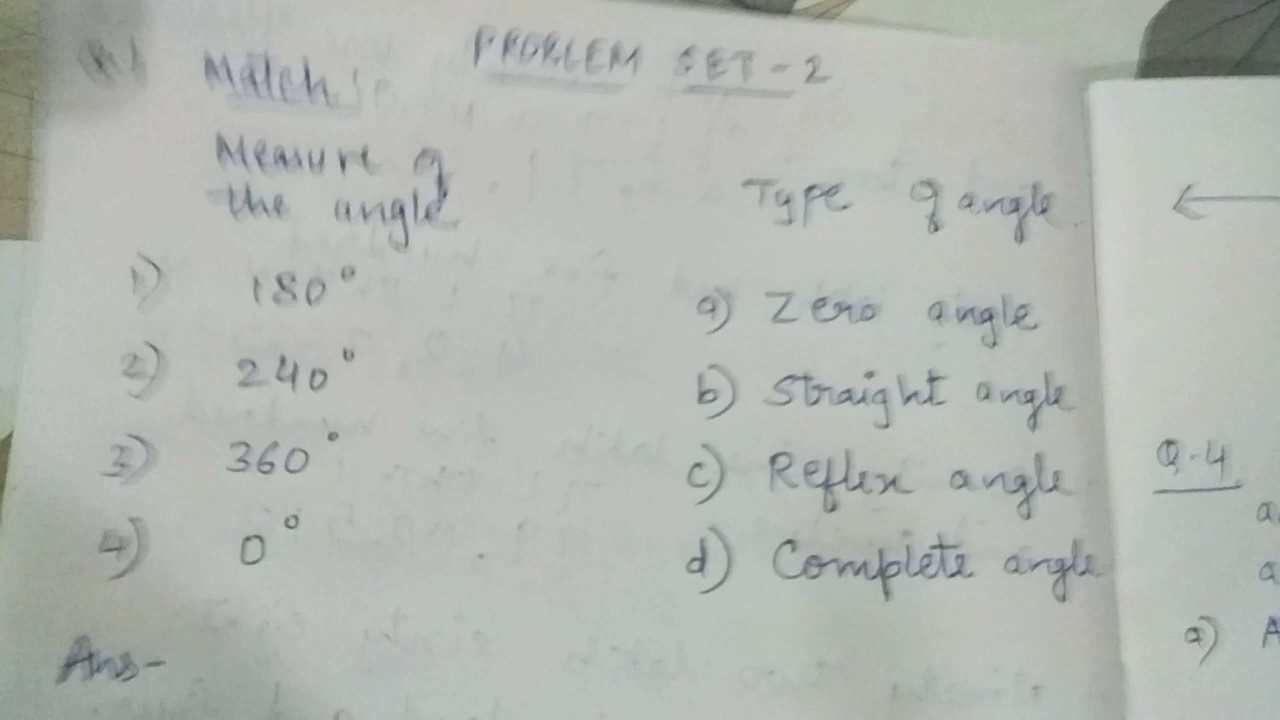 PROBLEM SET-2
Match:
Measure of
the angle
Type of angle
1) 180°
a) Zero angle
2) 240°
b) Straight angle
3) 360°
c) Reflex angle
4) 0°
d) Complete angle
Ans-
Q.4
a)